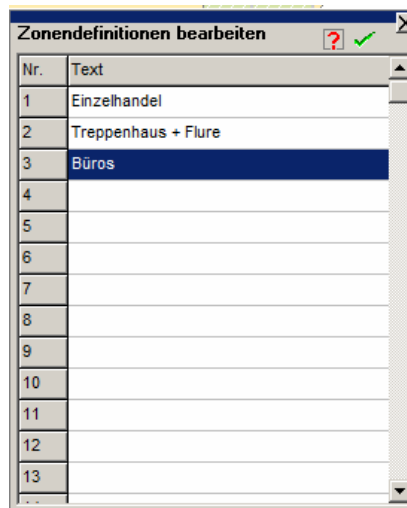 Zonendefinitionen bearbeiten ?
Nr. Text
1 Einzelhandel
2 Treppenhaus + Flure
3 Büros
4
5
6
7
8
9
10
11
12
13